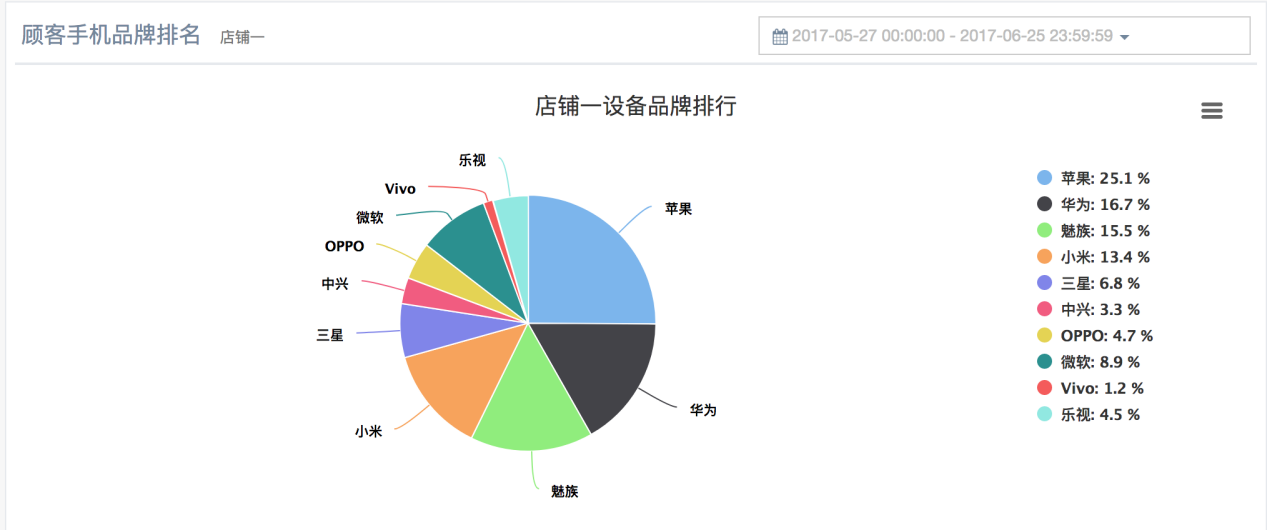 顾客手机品牌排名 店铺一
2017-05-27 00:00:00 - 2017-06-25 23:59:59
店铺一设备品牌排行
乐视
Vivo
微软
OPPO
中兴
三星
小米
魅族
华为
苹果
苹果: 25.1 %
华为: 16.7 %
魅族: 15.5 %
小米: 13.4 %
三星: 6.8 %
中兴: 3.3 %
OPPO: 4.7 %
微软: 8.9 %
Vivo: 1.2 %
乐视: 4.5 %